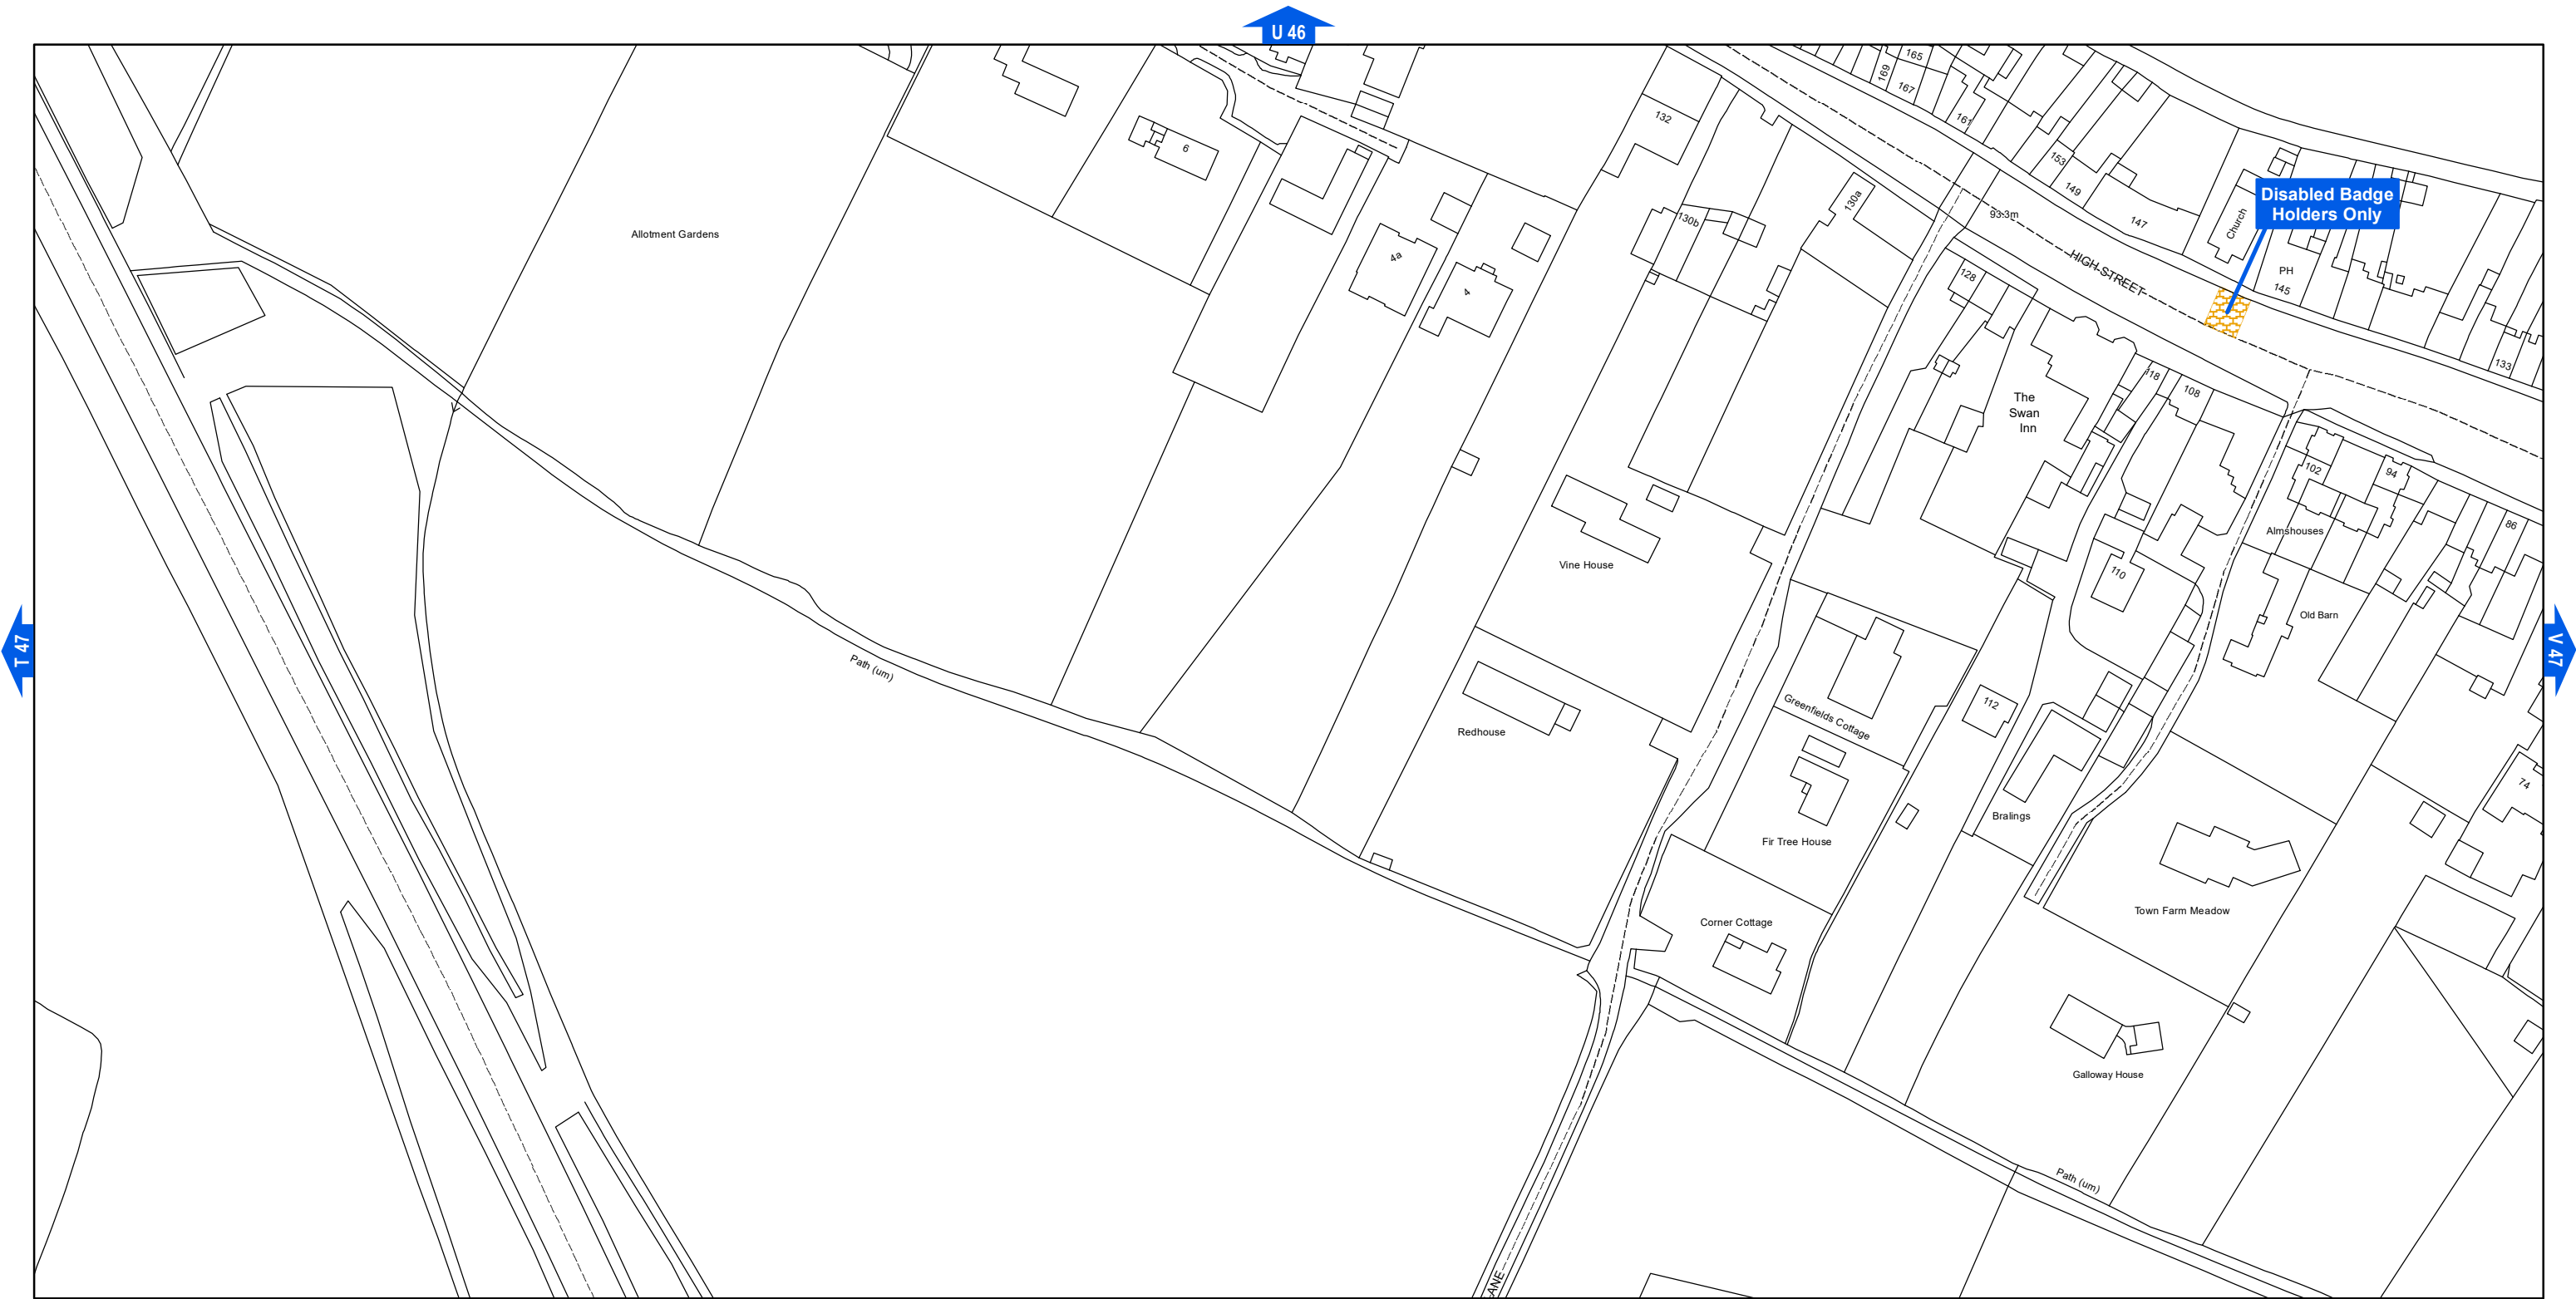 U 46
165
169
167
161
132
6
153
149
147
130a
130b
93.3m
Church
Disabled Badge
Holders Only
Allotment Gardens
4a
4
HIGH STREET
PH
145
128
133
118
108
The
Swan
Inn
102
94
86
Almshouses
Vine House
110
Old Barn
T 47
V 47
Path (um)
Redhouse
Greenfields Cottage
112
74
Bralings
Fir Tree House
Town Farm Meadow
Corner Cottage
Galloway House
Path (um)
ANE